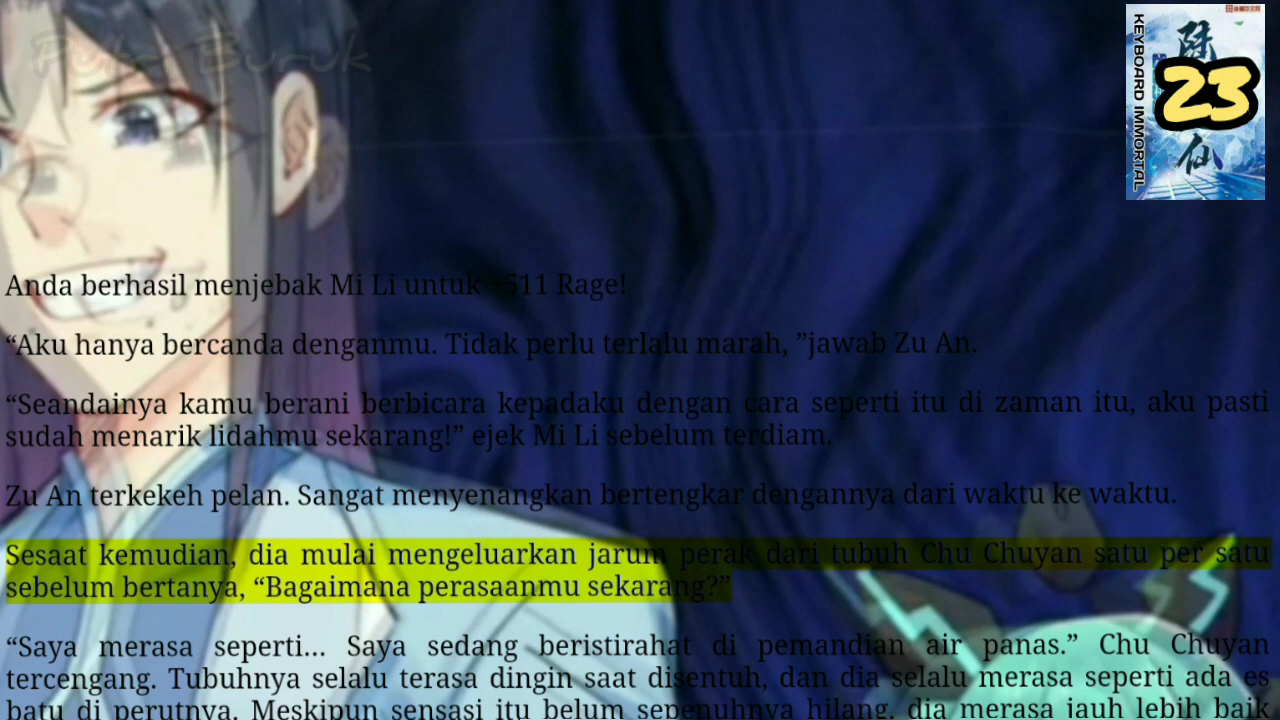 Putri Buruk
KEYBOARD IMMORTAL
陆
23
仙
Anda berhasil menjebak Mi Li untuk +511 Rage!
“Aku hanya bercanda denganmu. Tidak perlu terlalu marah, ”jawab Zu An.
“Seandainya kamu berani berbicara kepadaku dengan cara seperti itu di zaman itu, aku pasti
sudah menarik lidahmu sekarang!” ejek Mi Li sebelum terdiam.
Zu An terkekeh pelan. Sangat menyenangkan bertengkar dengannya dari waktu ke waktu.
Sesaat kemudian, dia mulai mengeluarkan jarum perak dari tubuh Chu Chuyan satu per satu
sebelum bertanya, “Bagaimana perasaanmu sekarang?”
“Saya merasa seperti... Saya sedang beristirahat di pemandian air panas.” Chu Chuyan
tercengang. Tubuhnya selalu terasa dingin saat disentuh, dan dia selalu merasa seperti ada es
batu di perutnya. Meskipun sensasi itu belum sepenuhnya hilang, dia merasa jauh lebih baik